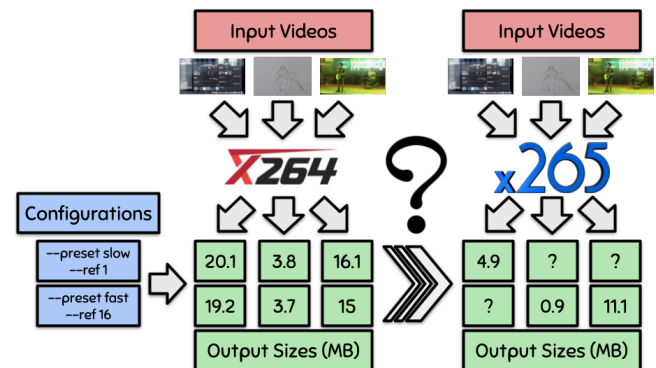 Input Videos
Input Videos
X264
x265
?
Configurations
--preset slow
--ref 1
--preset fast
--ref 16
20.1 3.8 16.1
4.9 ? ?
19.2 3.7 15
? 0.9 11.1
Output Sizes (MB)
Output Sizes (MB)